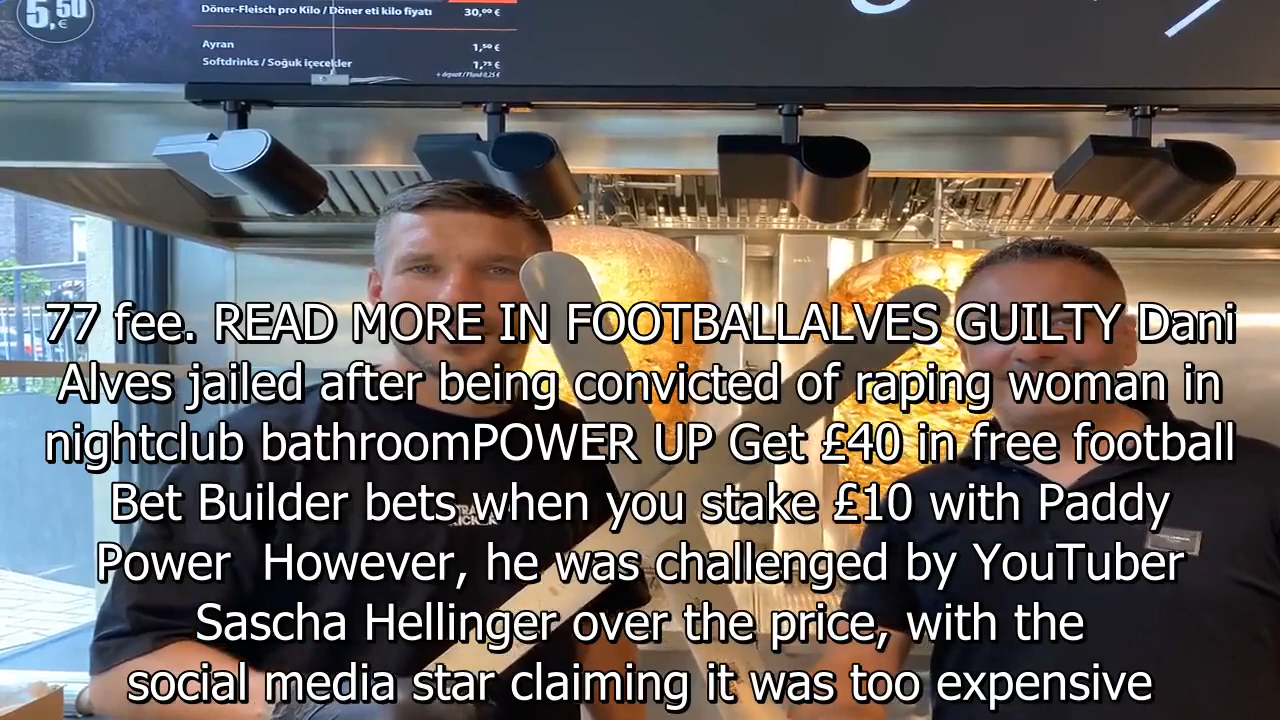 5,50
€
Döner-Fleisch pro Kilo / Döner eti kilo fiyatı 30,00 €
Ayran 1,50 €
Softdrinks / Soğuk içecekler 1,75 €
+ deposit / Pfand 0,25 €
77 fee. READ MORE IN FOOTBALLALVES GUILTY Dani
Alves jailed after being convicted of raping woman in
nightclub bathroomPOWER UP Get £40 in free football
Bet Builder bets when you stake £10 with Paddy
Power  However, he was challenged by YouTuber
Sascha Hellinger over the price, with the
social media star claiming it was too expensive